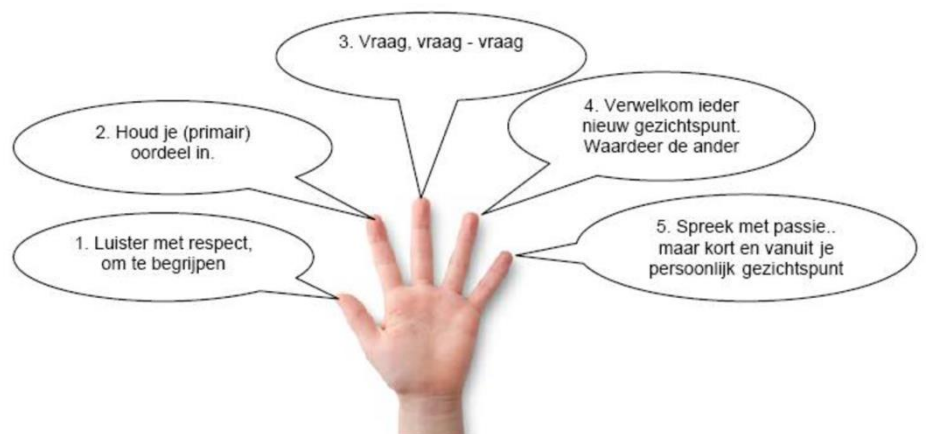 1. Luister met respect,
om te begrijpen
2. Houd je (primair)
oordeel in.
3. Vraag, vraag - vraag
4. Verwelkom ieder
nieuw gezichtspunt.
Waardeer de ander
5. Spreek met passie..
maar kort en vanuit je
persoonlijk gezichtspunt